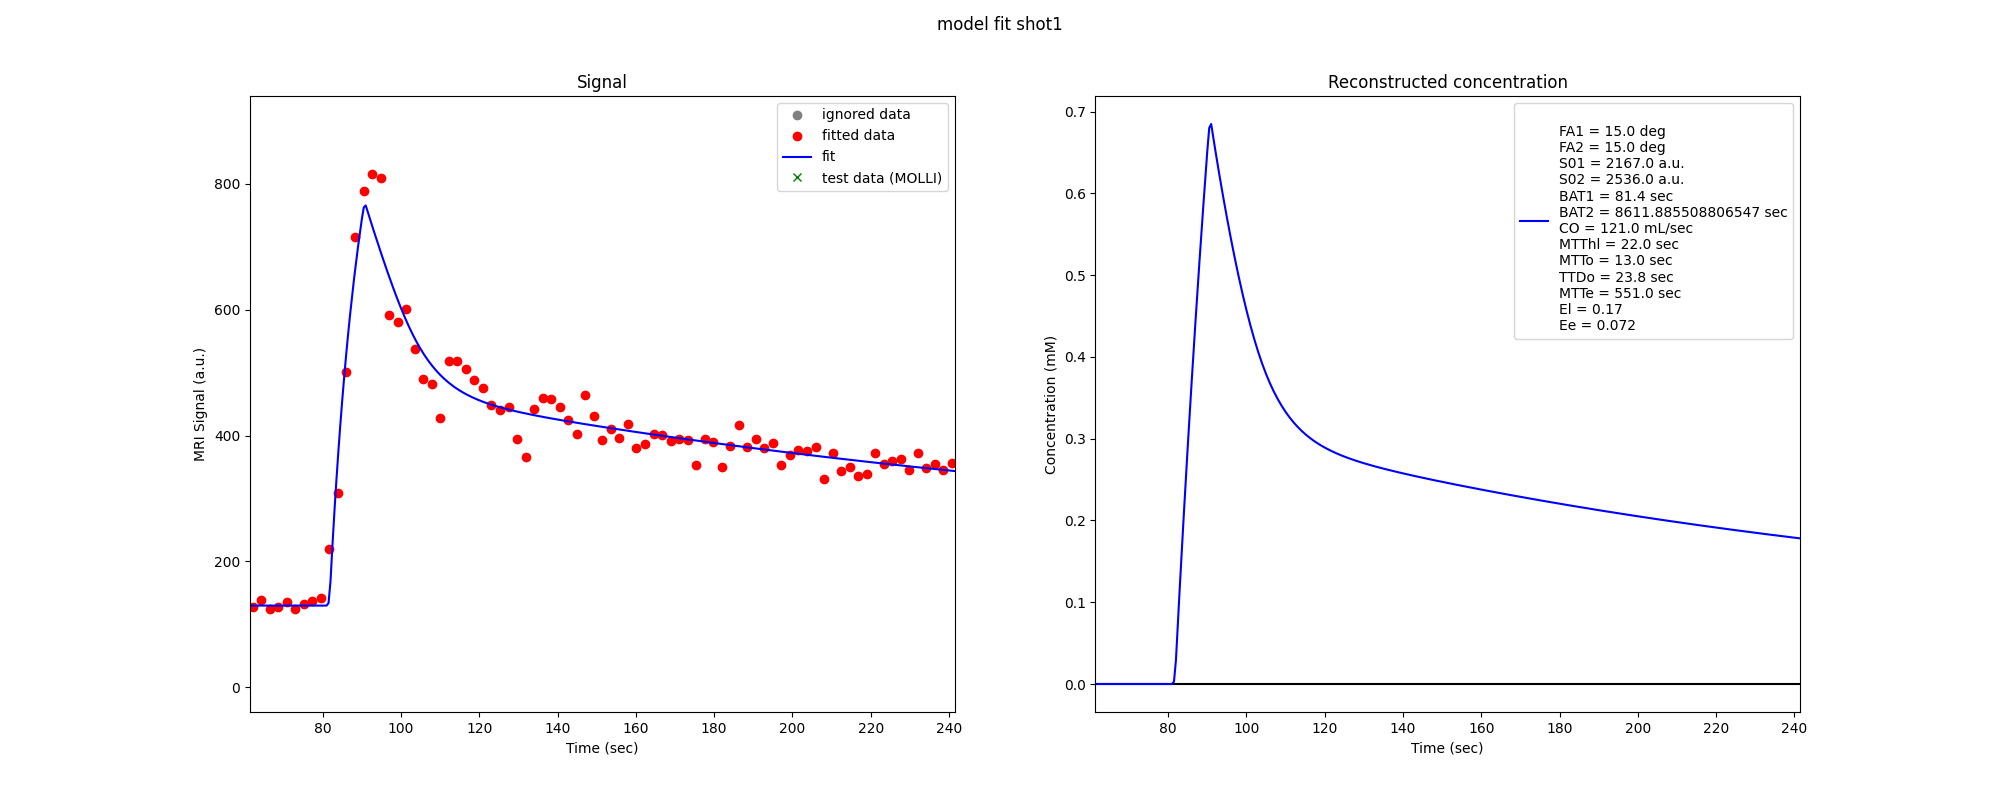 model fit shot1
Signal
MRI Signal (a.u.)
800
600
400
200
0
80 100 120 140 160 180 200 220 240
Time (sec)
ignored data
fitted data
fit
test data (MOLLI)
Reconstructed concentration
Concentration (mM)
0.7
0.6
0.5
0.4
0.3
0.2
0.1
0.0
80 100 120 140 160 180 200 220 240
Time (sec)
FA1 = 15.0 deg
FA2 = 15.0 deg
S01 = 2167.0 a.u.
S02 = 2536.0 a.u.
BAT1 = 81.4 sec
BAT2 = 8611.885508806547 sec
CO = 121.0 mL/sec
MTThl = 22.0 sec
MTTo = 13.0 sec
TTDo = 23.8 sec
MTTe = 551.0 sec
El = 0.17
Ee = 0.072